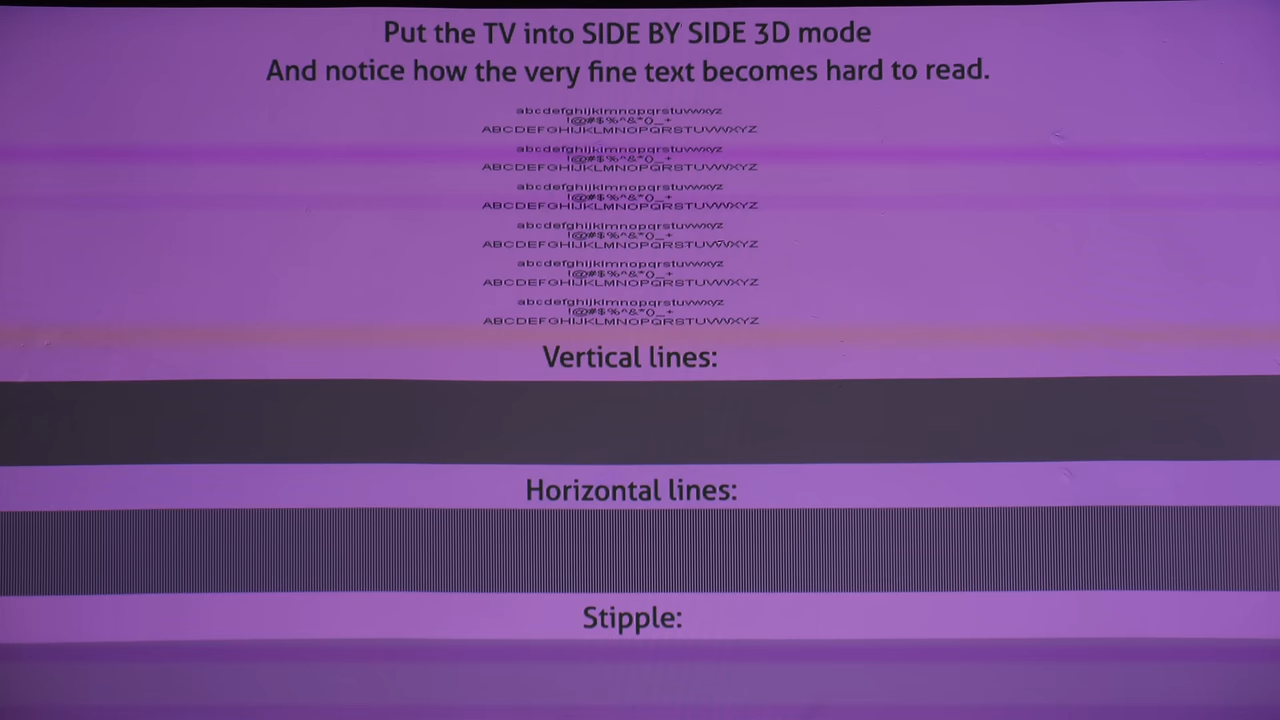 Put the TV into SIDE BY SIDE 3D mode
And notice how the very fine text becomes hard to read.
abcdefghijklmnopqrstuvwxyz
!@#$%^&*()_+
ABCDEFGHIJKLMNOPQRSTUVWXYZ
abcdefghijklmnopqrstuvwxyz
!@#$%^&*()_+
ABCDEFGHIJKLMNOPQRSTUVWXYZ
abcdefghijklmnopqrstuvwxyz
!@#$%^&*()_+
ABCDEFGHIJKLMNOPQRSTUVWXYZ
abcdefghijklmnopqrstuvwxyz
!@#$%^&*()_+
ABCDEFGHIJKLMNOPQRSTUVWXYZ
abcdefghijklmnopqrstuvwxyz
!@#$%^&*()_+
ABCDEFGHIJKLMNOPQRSTUVWXYZ
abcdefghijklmnopqrstuvwxyz
!@#$%^&*()_+
ABCDEFGHIJKLMNOPQRSTUVWXYZ
Vertical lines:
Horizontal lines:
Stipple: